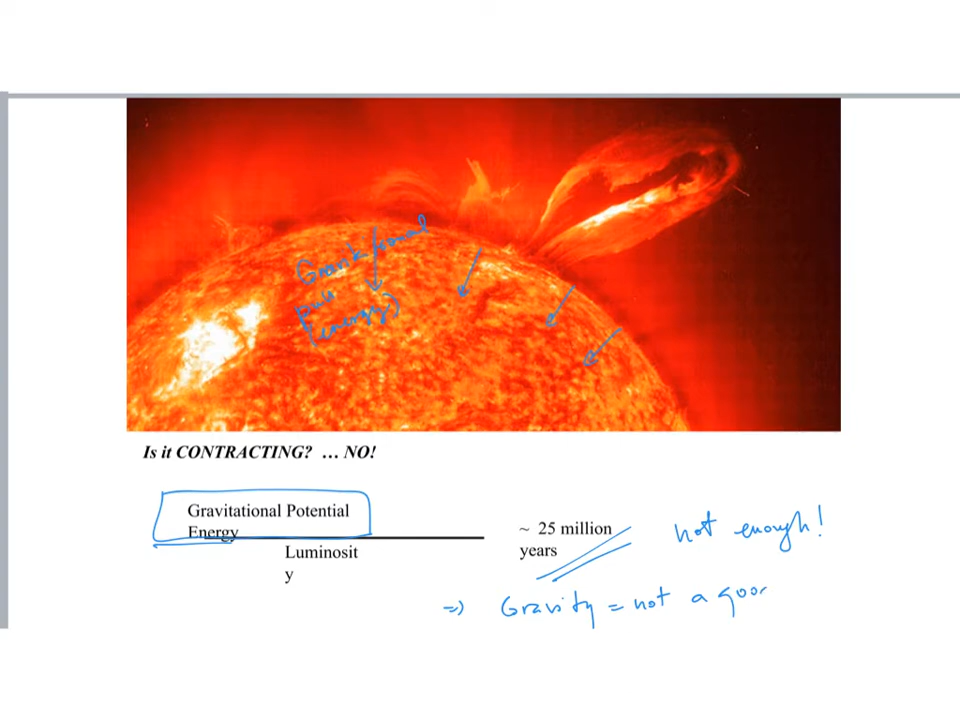 Gravitational
pull
(energy)
Is it CONTRACTING? … NO!
Gravitational Potential
Energy
Luminosit
y
~ 25 million
years
not enough!
=> Gravity = not a goo